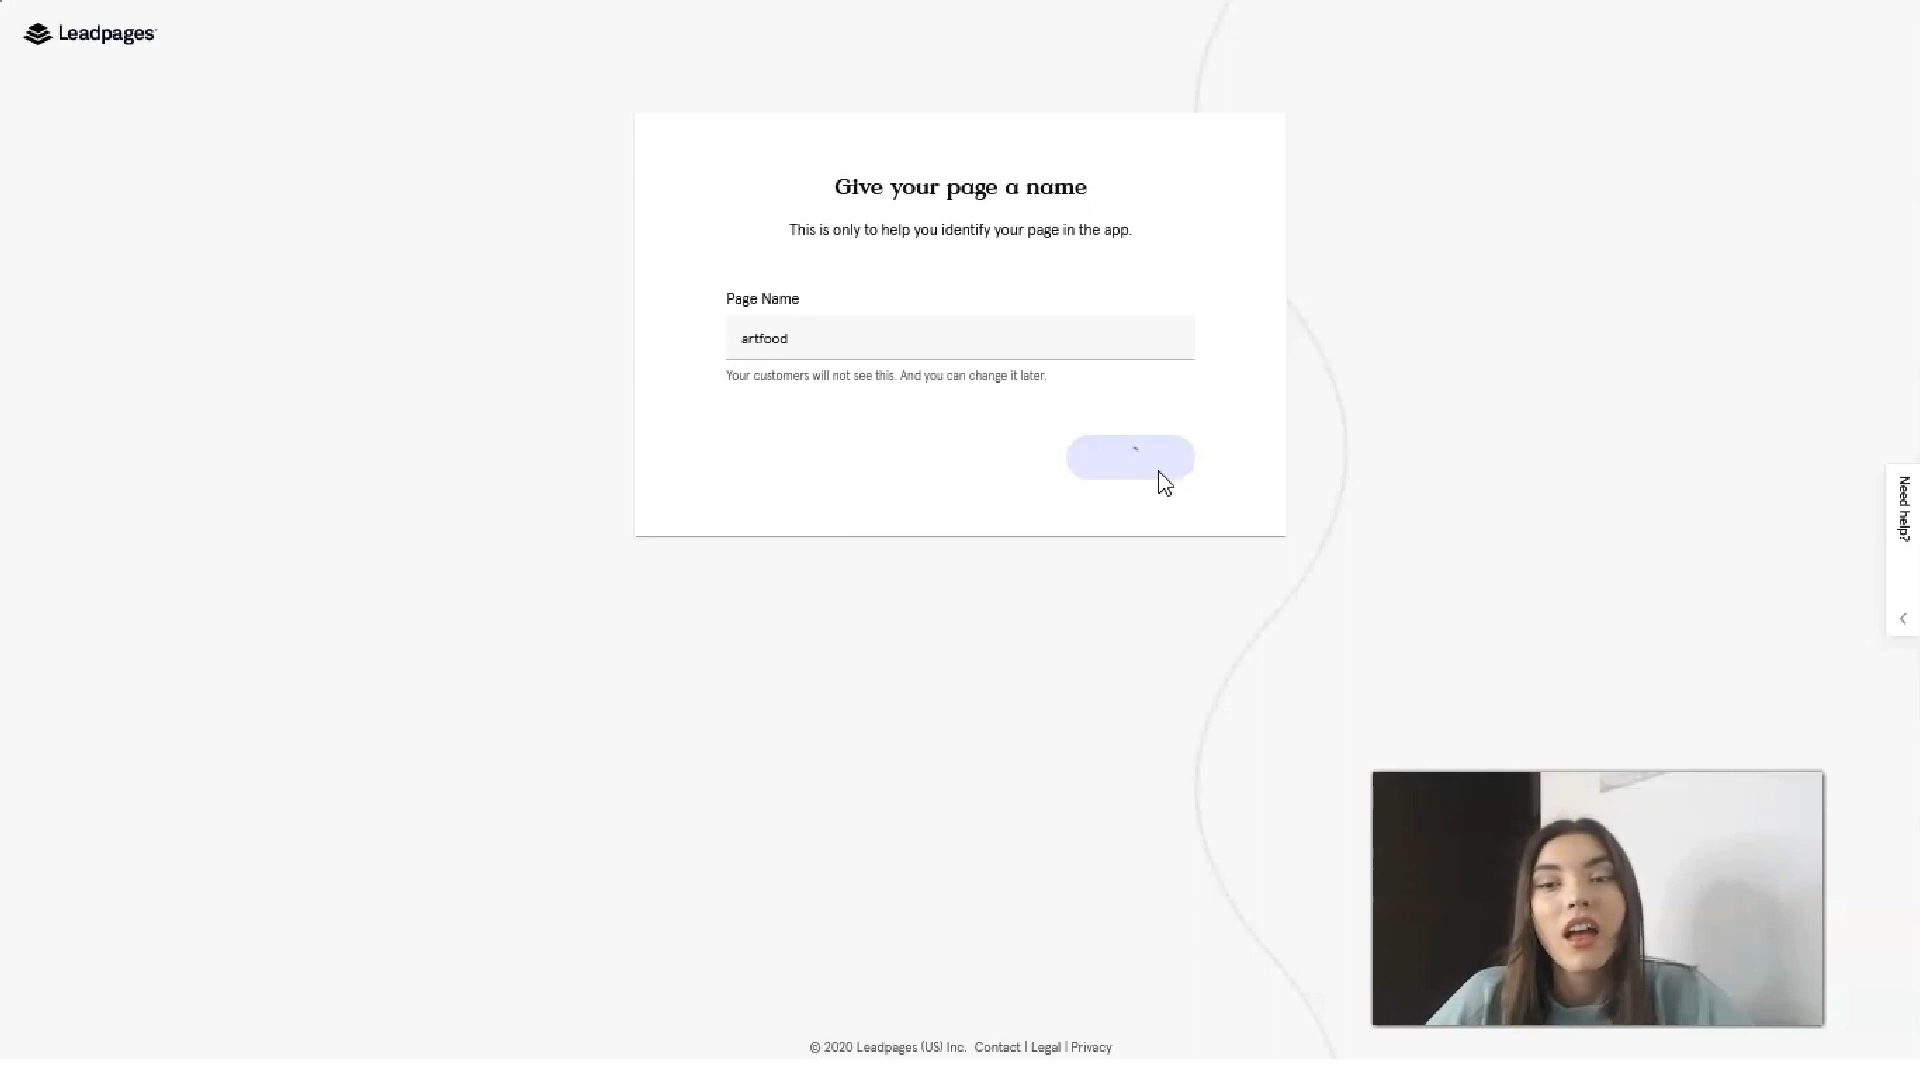 Leadpages
Give your page a name
This is only to help you identify your page in the app.
Page Name
artfood
Your customers will not see this. And you can change it later.
Need help?
© 2020 Leadpages (US) Inc. Contact | Legal | Privacy